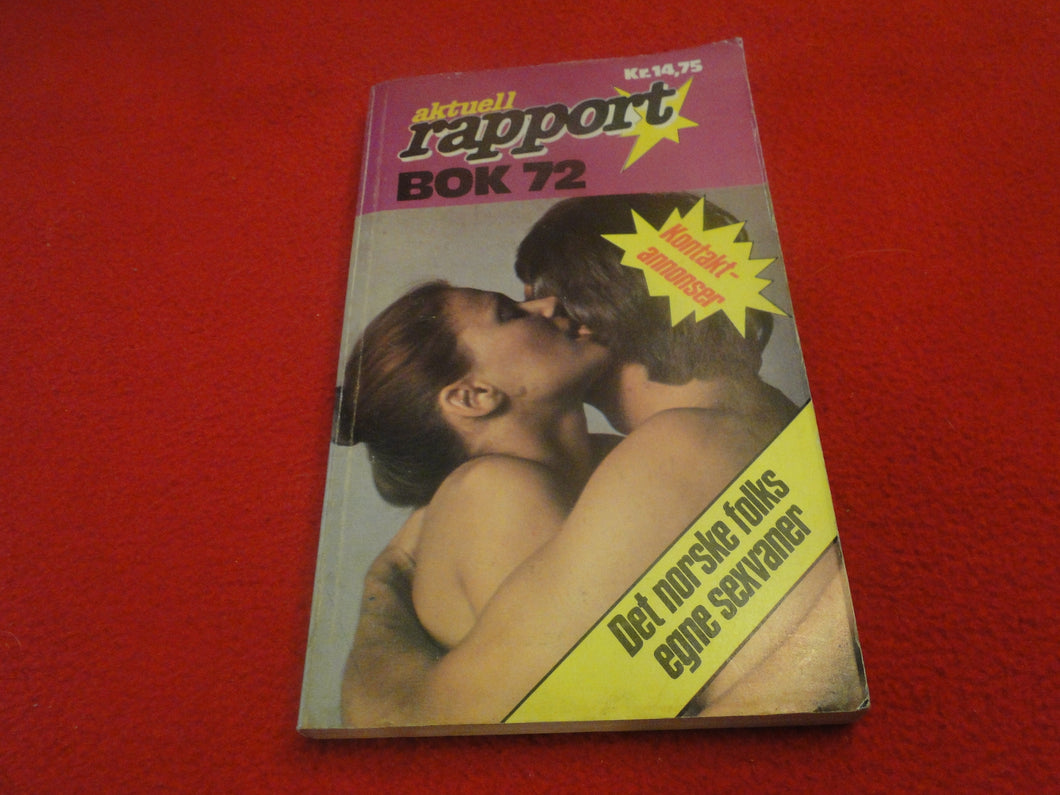 Kr. 14,75
aktuell
rapport
BOK 72
Kontakt-
annonser
Det norske folks
egne sexvaner